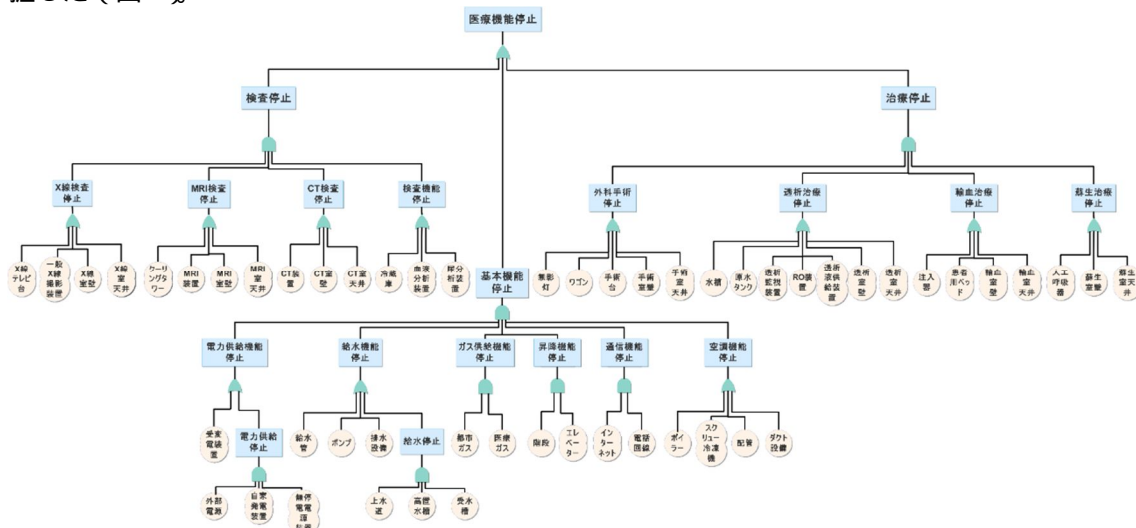 医療機能停止
検査停止
治療停止
X線検査
停止
MRI検査
停止
CT検査
停止
検査機能
停止
外科手術
停止
透析治療
停止
輸血治療
停止
蘇生治療
停止
X線
テレビ
台
一般
X線
撮影
装置
X線
室壁
X線
室
天井
クーリ
ングタ
ワー
MRI
装置
MRI
室壁
MRI
室
天井
CT装
置
CT室
壁
CT室
天井
冷蔵
庫
血液
分析
装置
尿分
析装
置
基本機能
停止
無影
灯
ワゴン
手術
台
手術
室壁
手術
室
天井
水槽
源水
タンク
透析
監視
装置
RO装
置
透析
液供
給装
置
透析
室壁
透析
室
天井
注入
器
患者
用ベッ
ド
輸血
室
壁
輸血
室
天井
人工
呼吸
器
蘇生
室壁
蘇生
室天
井
電力供給機能
停止
給水機能
停止
ガス供給機能
停止
昇降機能
停止
通信機能
停止
空調機能
停止
受変
電装
置
電力供給
停止
給水
管
ポンプ
排水
設備
給水停止
都市
ガス
医療
ガス
階段
エレ
ベー
ター
イン
ター
ネット
電話
回線
ボイ
ラー
スク
リュー
冷凍
機
配管
ダクト
設備
外部
電源
自家
発電
装置
無停
電電
源
装置
上水
道
高置
水槽
受水
槽